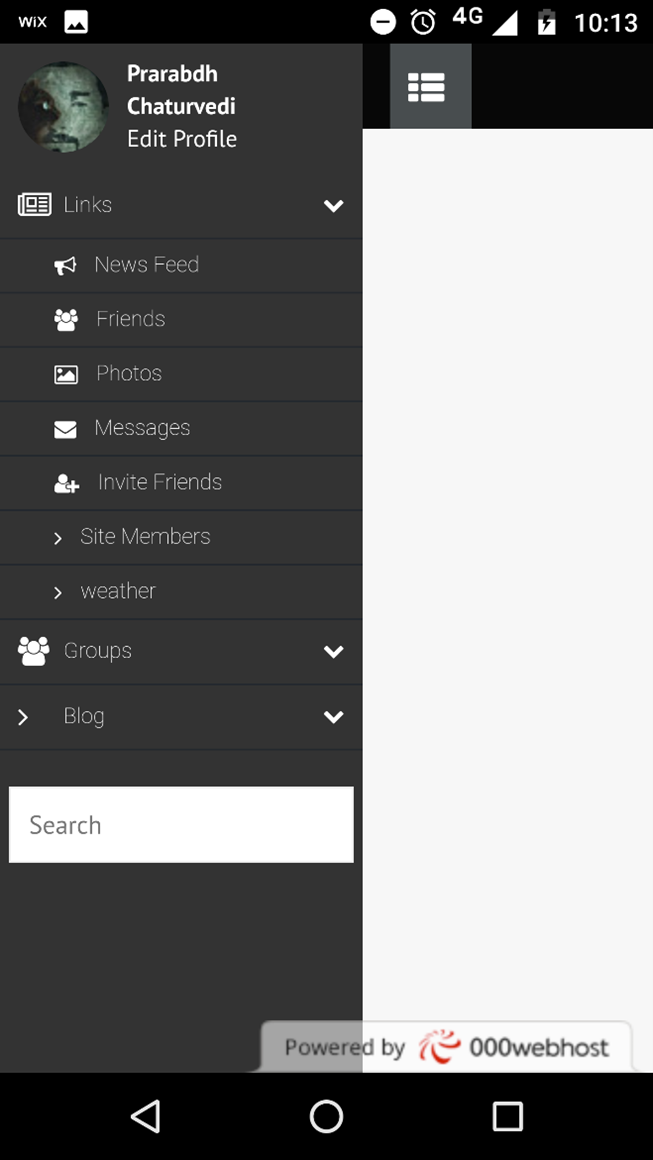 WiX
4G
10:13
Prarabdh
Chaturvedi
Edit Profile
Links
News Feed
Friends
Photos
Messages
Invite Friends
Site Members
weather
Groups
Blog
Search
Powered by 000webhost